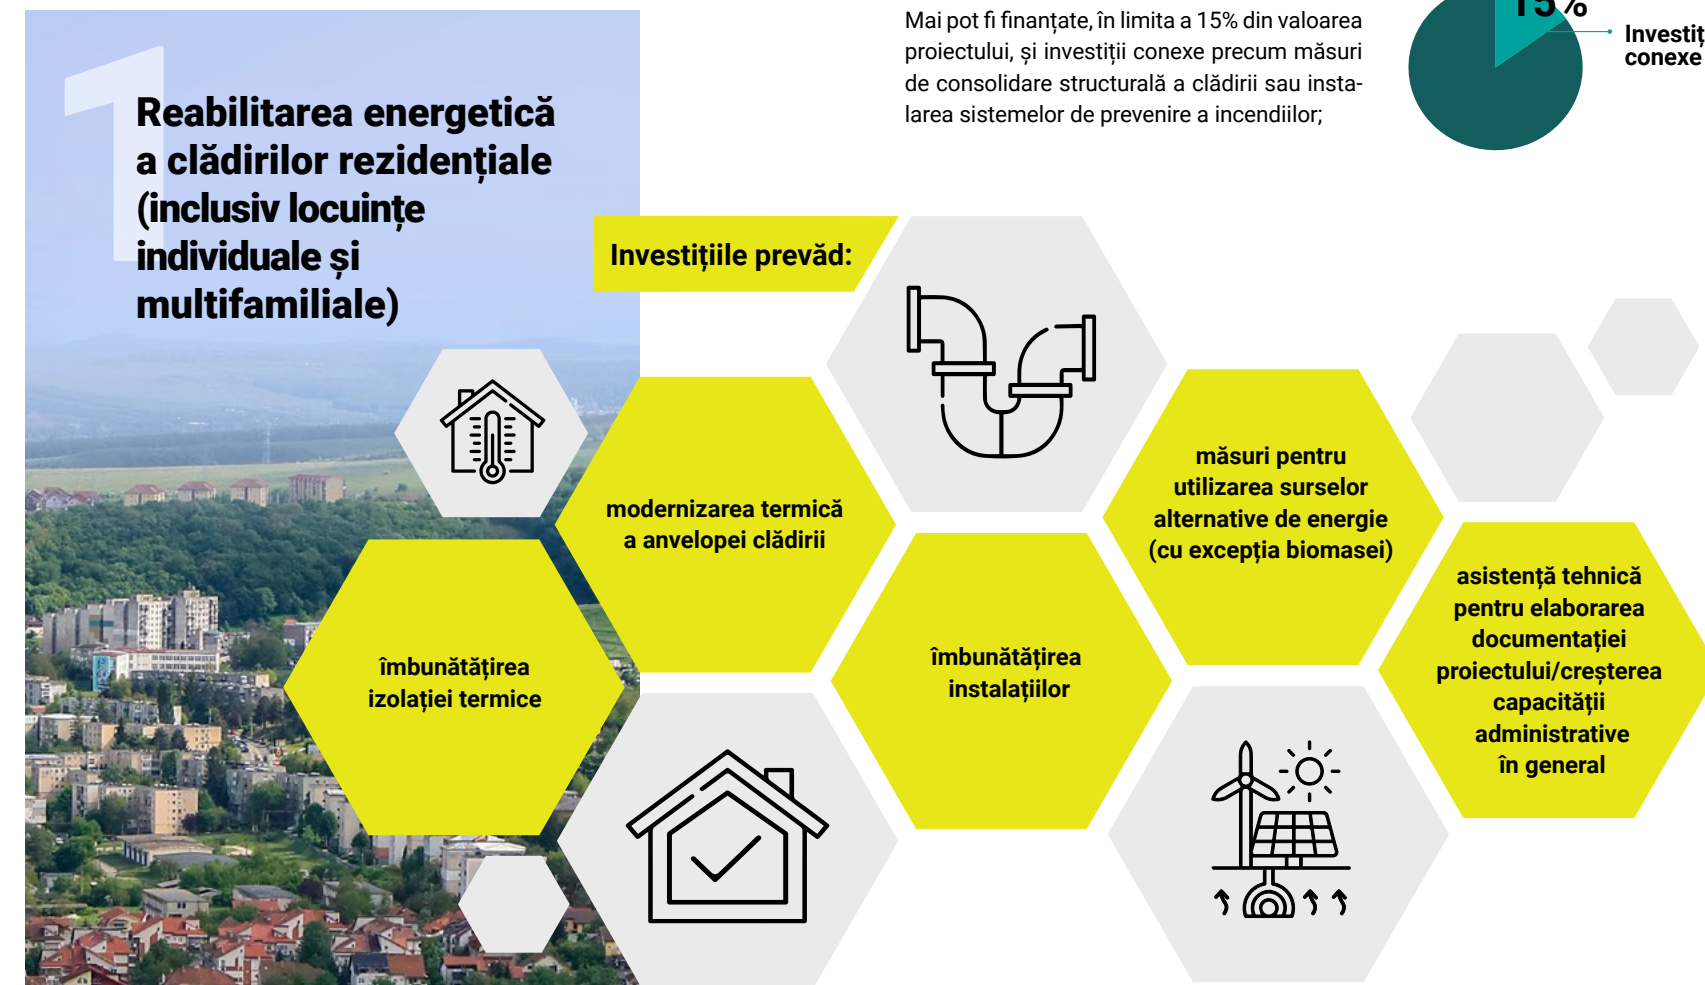 1
Reabilitarea energetică
a clădirilor rezidențiale
(inclusiv locuințe
individuale și
multifamiliale)
Mai pot fi finanțate, în limita a 15% din valoarea
proiectului, și investiții conexe precum măsuri
de consolidare structurală a clădirii sau insta-
larea sistemelor de prevenire a incendiilor;
15%
conexe
Investițiile prevăd:
îmbunătățirea
izolației termice
modernizarea termică
a anvelopei clădirii
îmbunătățirea
instalațiilor
măsuri pentru
utilizarea surselor
alternative de energie
(cu excepția biomasei)
asistență tehnică
pentru elaborarea
documentației
proiectului/creșterea
capacității
administrative
în general